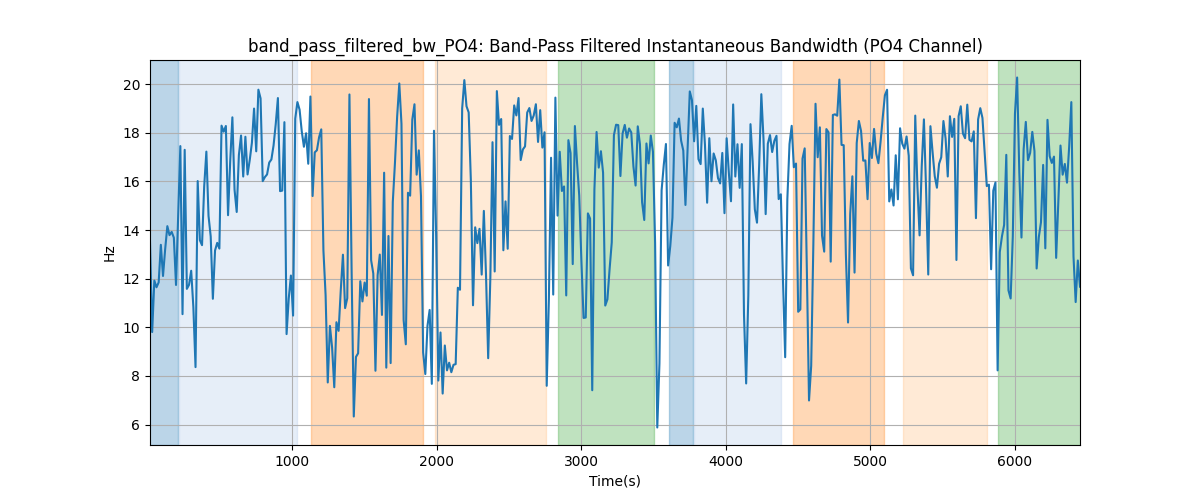 band_pass_filtered_bw_PO4: Band-Pass Filtered Instantaneous Bandwidth (PO4 Channel)
20
18
16
14
12
10
8
6
Hz
1000 2000 3000 4000 5000 6000
Time(s)